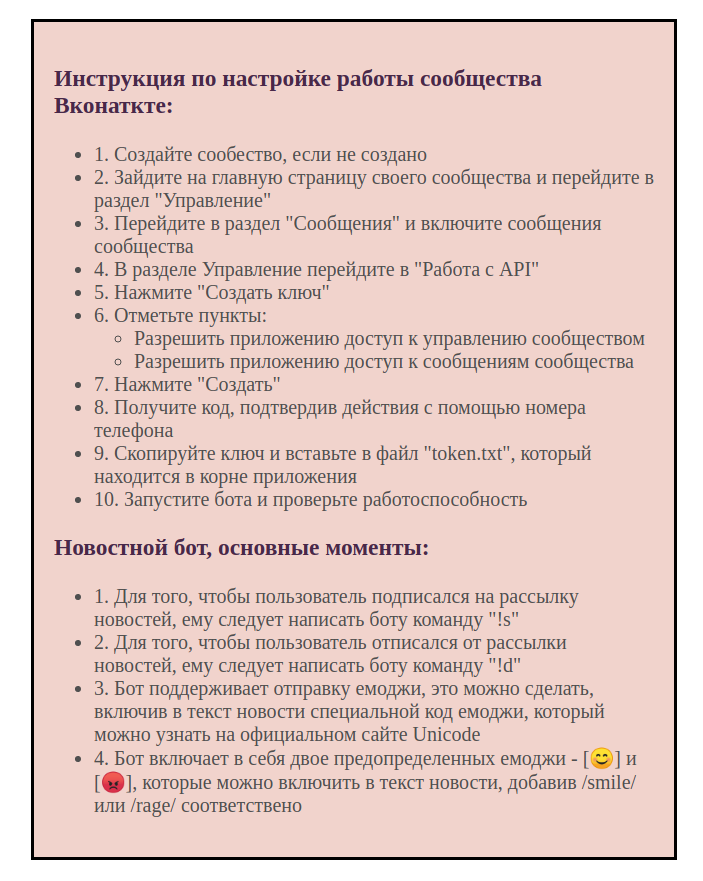 Инструкция по настройке работы сообщества
Вконаткте:
• 1. Создайте сообество, если не создано
• 2. Зайдите на главную страницу своего сообщества и перейдите в
раздел "Управление"
• 3. Перейдите в раздел "Сообщения" и включите сообщения
сообщества
• 4. В разделе Управление перейдите в "Работа с API"
• 5. Нажмите "Создать ключ"
• 6. Отметьте пункты:
◦ Разрешить приложению доступ к управлению сообществом
◦ Разрешить приложению доступ к сообщениям сообщества
• 7. Нажмите "Создать"
• 8. Получите код, подтвердив действия с помощью номера
телефона
• 9. Скопируйте ключ и вставьте в файл "token.txt", который
находится в корне приложения
• 10. Запустите бота и проверьте работоспособность
Новостной бот, основные моменты:
• 1. Для того, чтобы пользователь подписался на рассылку
новостей, ему следует написать боту команду "!s"
• 2. Для того, чтобы пользователь отписался от рассылки
новостей, ему следует написать боту команду "!d"
• 3. Бот поддерживает отправку емоджи, это можно сделать,
включив в текст новости специальной код емоджи, который
можно узнать на официальном сайте Unicode
• 4. Бот включает в себя двое предопределенных емоджи - [😊] и
[😡], которые можно включить в текст новости, добавив /smile/
или /rage/ соответствено